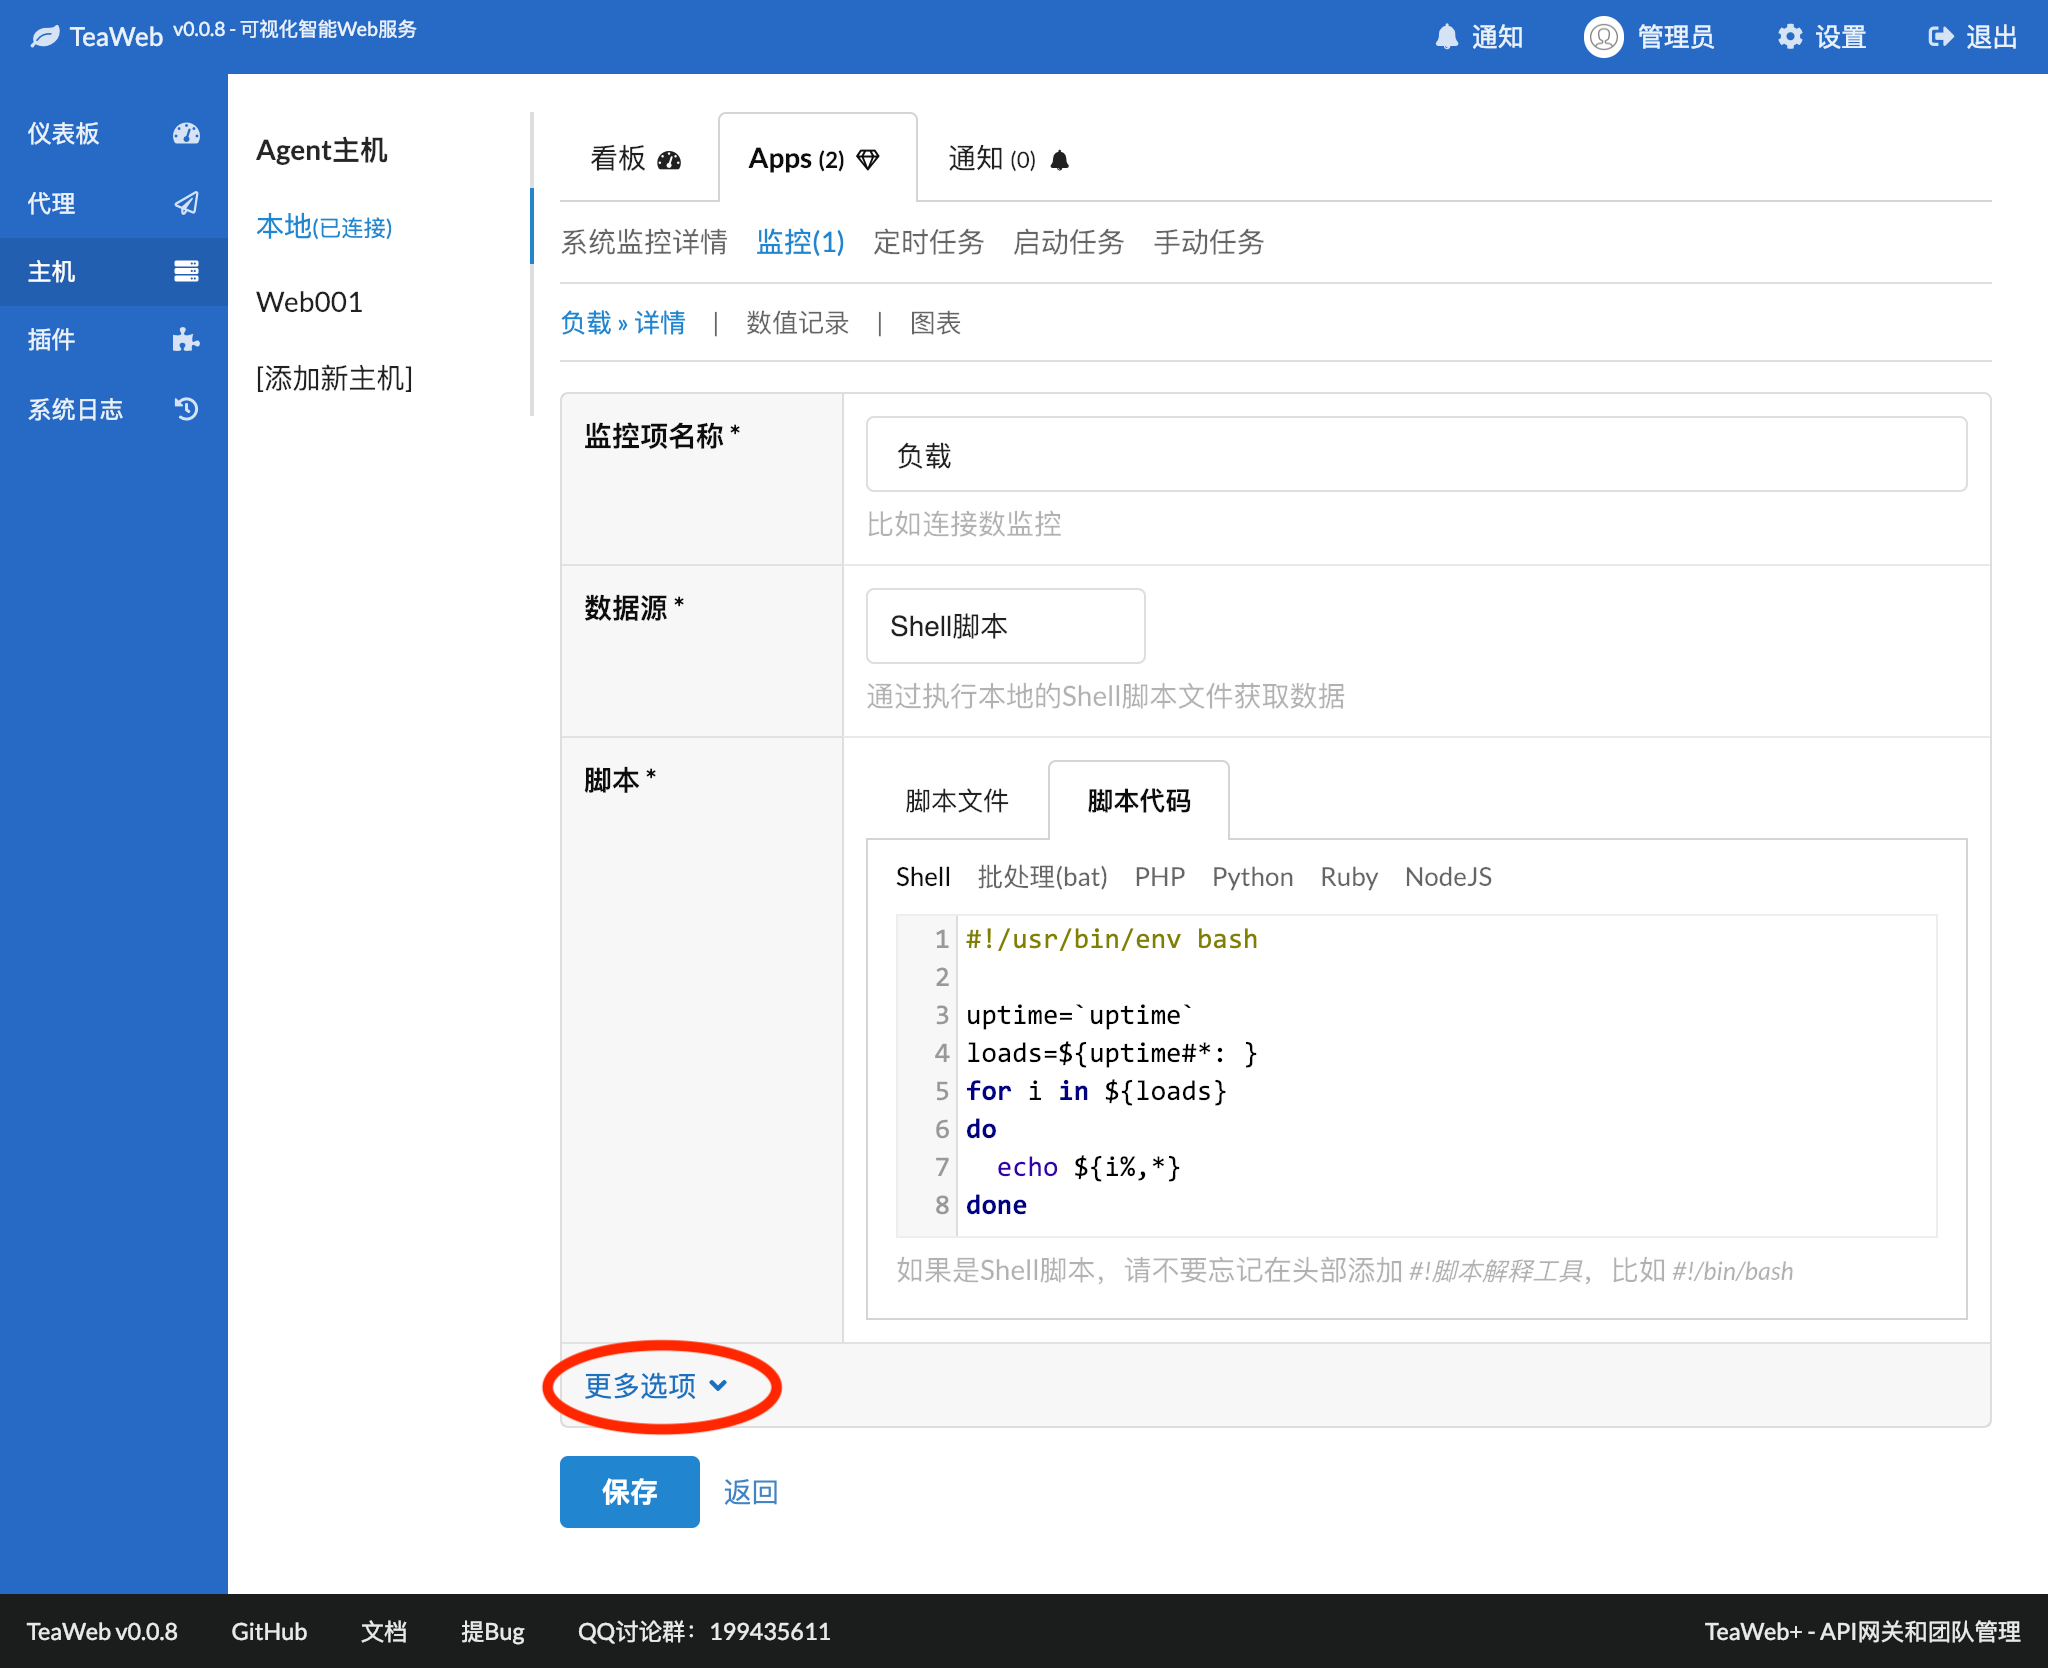 TeaWeb v0.0.8 - 可视化智能Web服务
通知 管理员 设置 退出
仪表板
代理
主机
插件
系统日志
Agent主机
本地(已连接)
Web001
[添加新主机]
看板 Apps (2) 通知 (0)
系统监控详情 监控(1) 定时任务 启动任务 手动任务
负载 » 详情 | 数值记录 | 图表
监控项名称 *
负载
比如连接数监控
数据源 *
Shell脚本
通过执行本地的Shell脚本文件获取数据
脚本 *
脚本文件 脚本代码
Shell 批处理(bat) PHP Python Ruby NodeJS
1 #!/usr/bin/env bash
2
3 uptime=`uptime`
4 loads=${uptime#*: }
5 for i in ${loads}
6 do
7   echo ${i%,*}
8 done
如果是Shell脚本，请不要忘记在头部添加 #!脚本解释工具，比如 #!/bin/bash
更多选项
保存 返回
TeaWeb v0.0.8 GitHub 文档 提Bug QQ讨论群：199435611 TeaWeb+ - API网关和团队管理